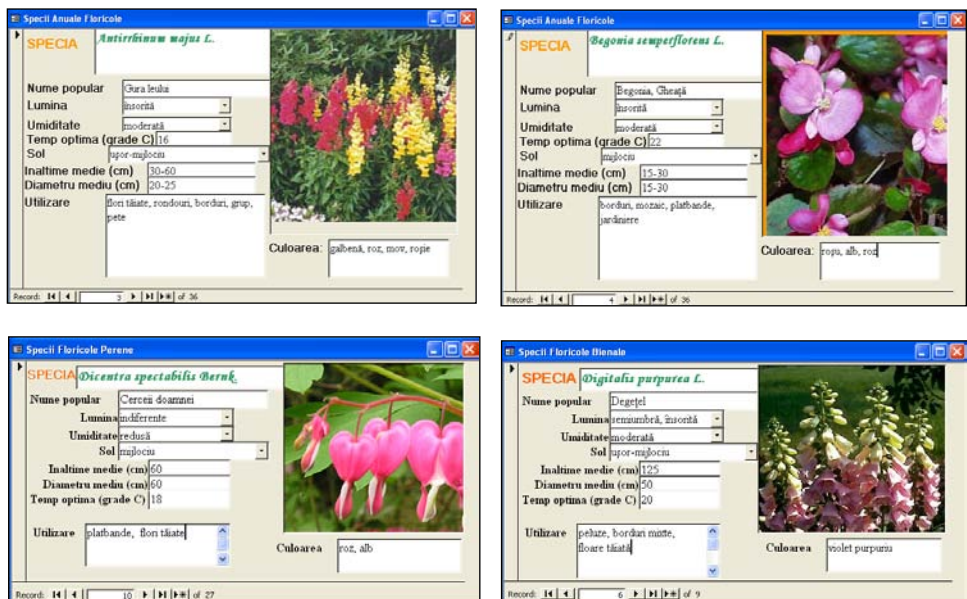 Specii Anuale Floricole
SPECIA Antirrhinum majus L.
Nume popular Gura leului
Lumina însorită
Umiditate moderată
Temp optima (grade C) 16
Sol uşor-mijlociu
Inaltime medie (cm) 30-60
Diametru mediu (cm) 20-25
Utilizare flori tăiate, rondouri, borduri, grup,
pete
Culoarea: galbenă, roz, mov, roşie
Record: 3 of 36
Specii Anuale Floricole
SPECIA Begonia semperflorens L.
Nume popular Begonia, Gheaţă
Lumina însorită
Umiditate moderată
Temp optima (grade C) 22
Sol mijlociu
Inaltime medie (cm) 15-30
Diametru mediu (cm) 15-30
Utilizare borduri, mozaic, platbande,
jardiniere
Culoarea: roşu, alb, roz
Record: 4 of 36
Specii Floricole Perene
SPECIA Dicentra spectabilis Bernk.
Nume popular Cerceii doamnei
Lumina indiferente
Umiditate redusă
Sol mijlociu
Inaltime medie (cm) 60
Diametru mediu (cm) 60
Temp optima (grade C) 18
Utilizare platbande, flori tăiate
Culoarea roz, alb
Record: 10 of 27
Specii Floricole Bienale
SPECIA Digitalis purpurea L.
Nume popular Degeţel
Lumina semiumbră, însorită
Umiditate moderată
Sol uşor-mijlociu
Inaltime medie (cm) 125
Diametru mediu (cm) 50
Temp optima (grade C) 20
Utilizare peluze, borduri mixte,
floare tăiată
Culoarea violet purpuriu
Record: 6 of 9